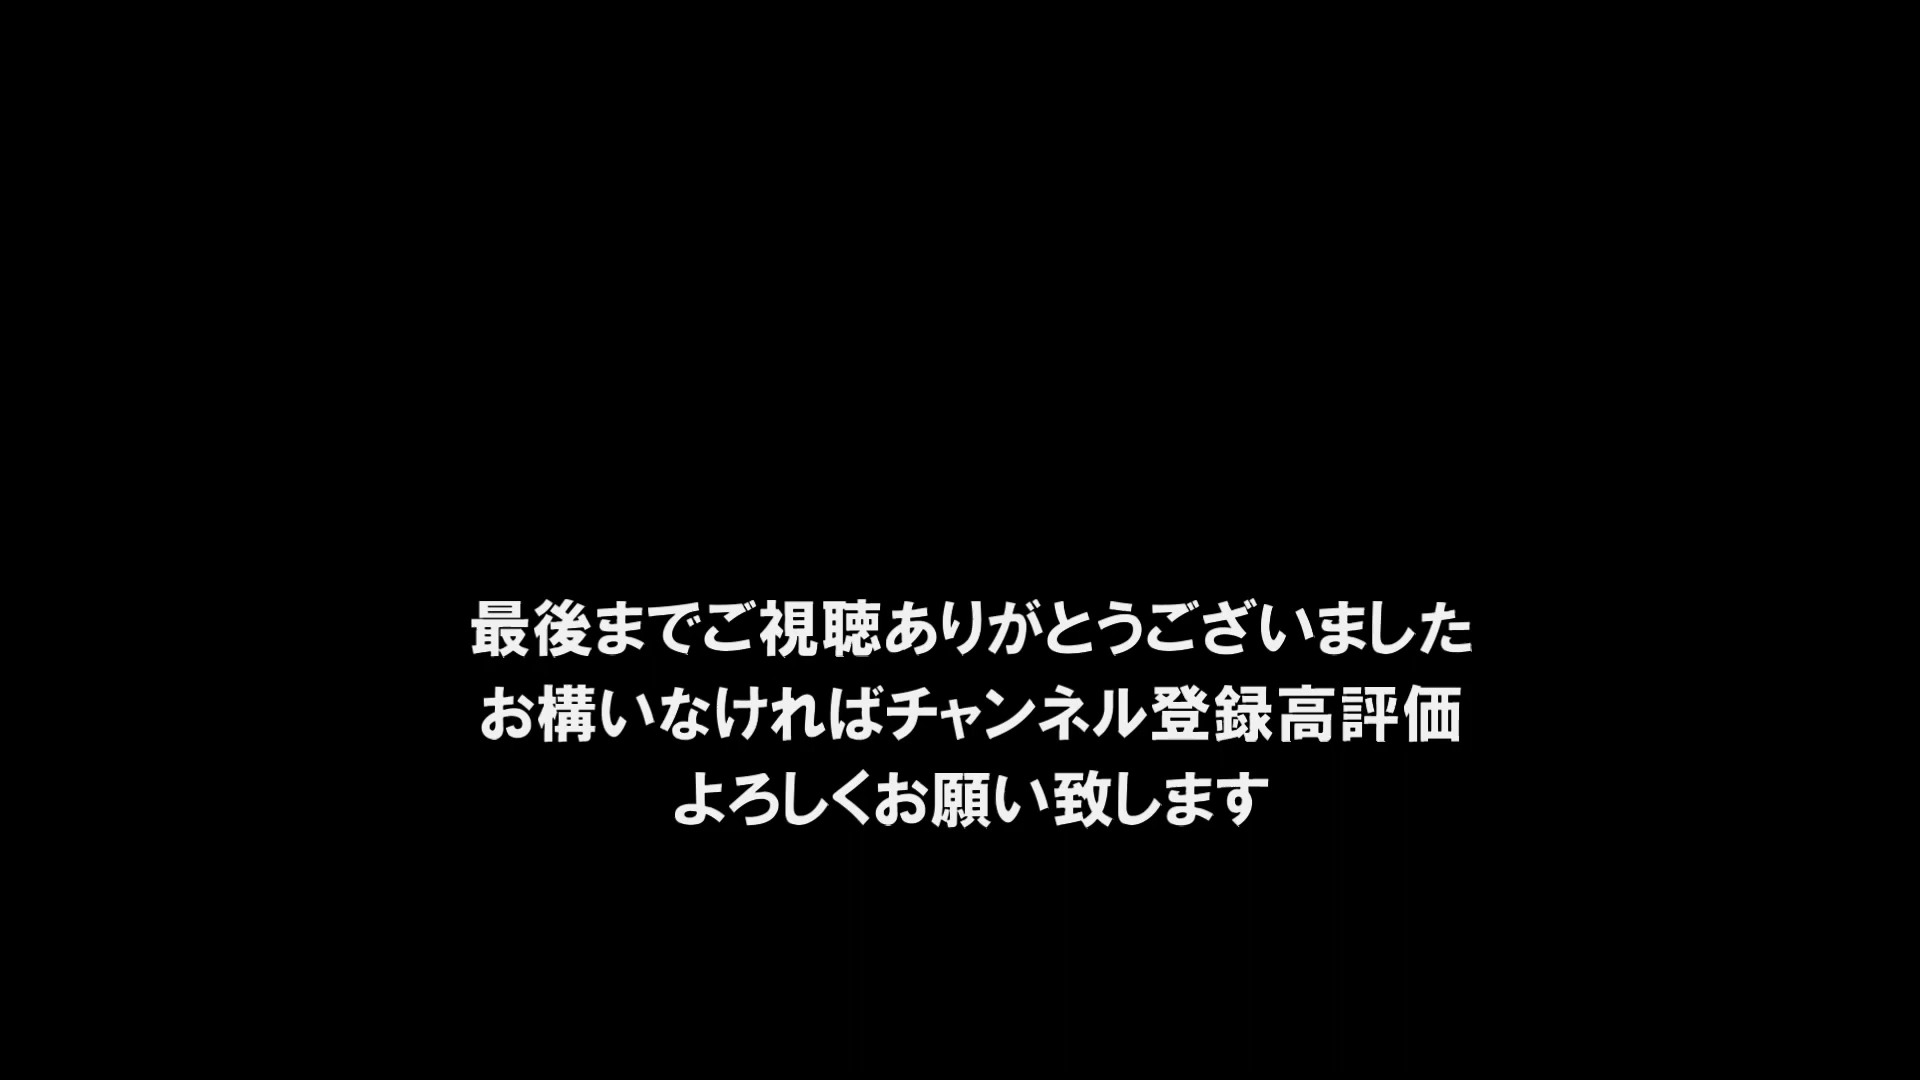 最後までご視聴ありがとうございました
お構いなければチャンネル登録高評価
よろしくお願い致します